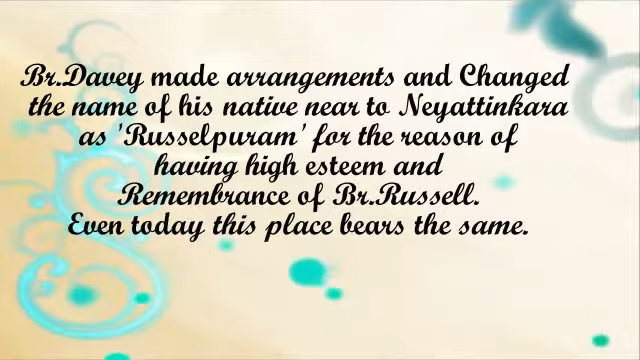 Br.Davey made arrangements and Changed
the name of his native near to Neyattinkara
as 'Russelpuram' for the reason of
having high esteem and
Remembrance of Br.Russell.
Even today this place bears the same.